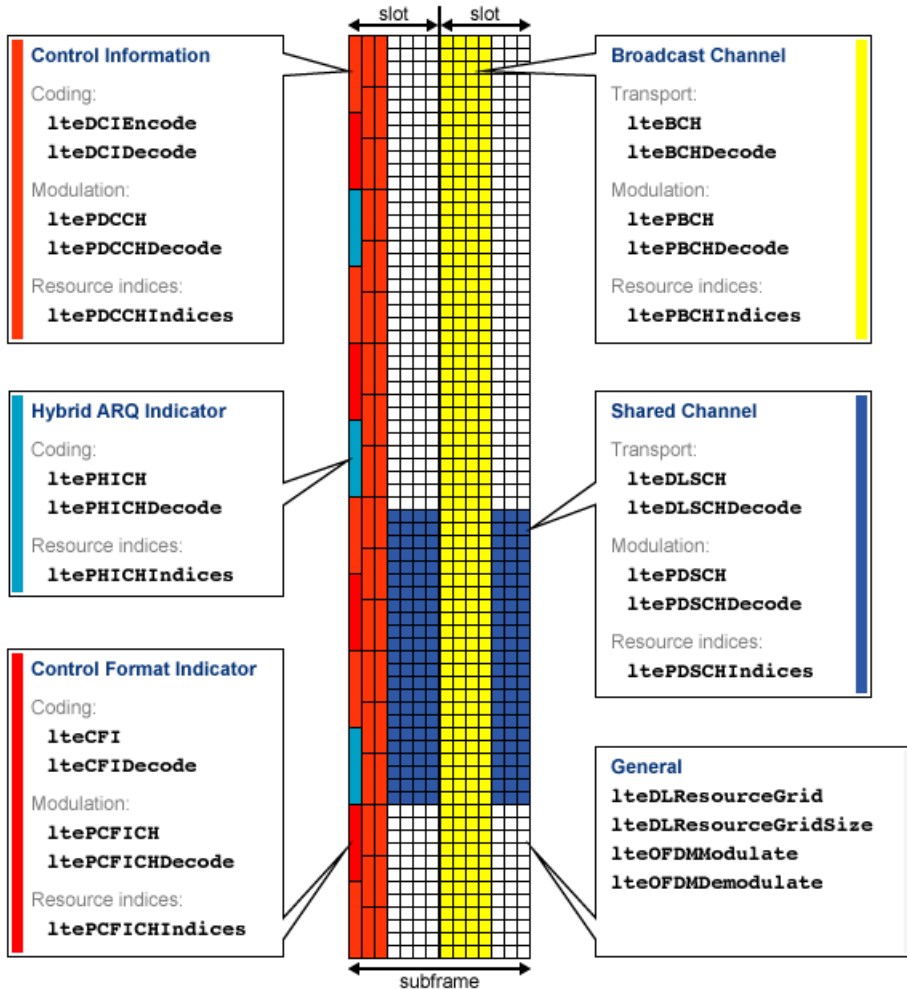 slot
slot
Control Information
Coding:
lteDCIEncode
lteDCIDecode
Modulation:
ltePDCCH
ltePDCCHDecode
Resource indices:
ltePDCCHIndices
Hybrid ARQ Indicator
Coding:
ltePHICH
ltePHICHDecode
Resource indices:
ltePHICHIndices
Control Format Indicator
Coding:
lteCFI
lteCFIDecode
Modulation:
ltePCFICH
ltePCFICHDecode
Resource indices:
ltePCFICHIndices
Broadcast Channel
Transport:
lteBCH
lteBCHDecode
Modulation:
ltePBCH
ltePBCHDecode
Resource indices:
ltePBCHIndices
Shared Channel
Transport:
lteDLSCH
lteDLSCHDecode
Modulation:
ltePDSCH
ltePDSCHDecode
Resource indices:
ltePDSCHIndices
General
lteDLResourceGrid
lteDLResourceGridSize
lteOFDMModulate
lteOFDMDemodulate
subframe